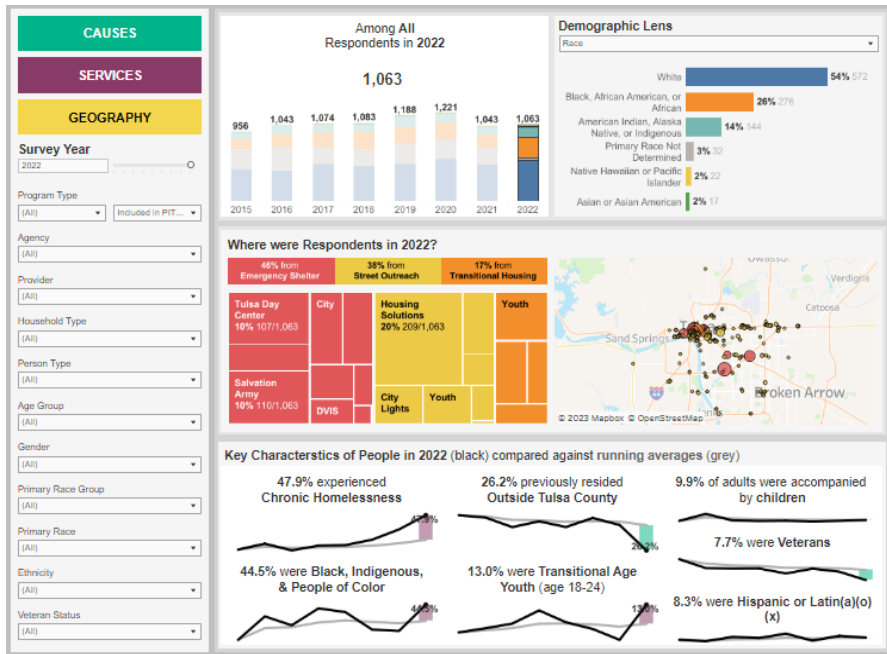 CAUSES
SERVICES
GEOGRAPHY
Survey Year
2022
Program Type
(All)
Included in PIT...
Agency
(All)
Provider
(All)
Household Type
(All)
Person Type
(All)
Age Group
(All)
Gender
(All)
Primary Race Group
(All)
Primary Race
(All)
Ethnicity
(All)
Veteran Status
(All)
Among All
Respondents in 2022
1,063
956
1,043
1,074
1,083
1,188
1,221
1,043
1,063
2015
2016
2017
2018
2019
2020
2021
2022
Demographic Lens
Race
White
54% 572
Black, African American, or
African
26% 276
American Indian, Alaska
Native, or Indigenous
14% 144
Primary Race Not
Determined
3% 32
Native Hawaiian or Pacific
Islander
2% 22
Asian or Asian American
2% 17
Where were Respondents in 2022?
46% from
Emergency Shelter
38% from
Street Outreach
17% from
Transitional Housing
Tulsa Day
Center
10% 107/1,063
City
Salvation
Army
10% 110/1,063
DVIS
Housing
Solutions
20% 209/1,063
City
Lights
Youth
Youth
Owasso
Verdigris
Catoosa
Sand Springs
Broken Arrow
© 2023 Mapbox © OpenStreetMap
Key Characterstics of People in 2022 (black) compared against running averages (grey)
47.9% experienced
Chronic Homelessness
47.9%
26.2% previously resided
Outside Tulsa County
26.2%
9.9% of adults were accompanied
by children
7.7% were Veterans
44.5% were Black, Indigenous,
& People of Color
44.5%
13.0% were Transitional Age
Youth (age 18-24)
13.0%
8.3% were Hispanic or Latin(a)(o)
(x)